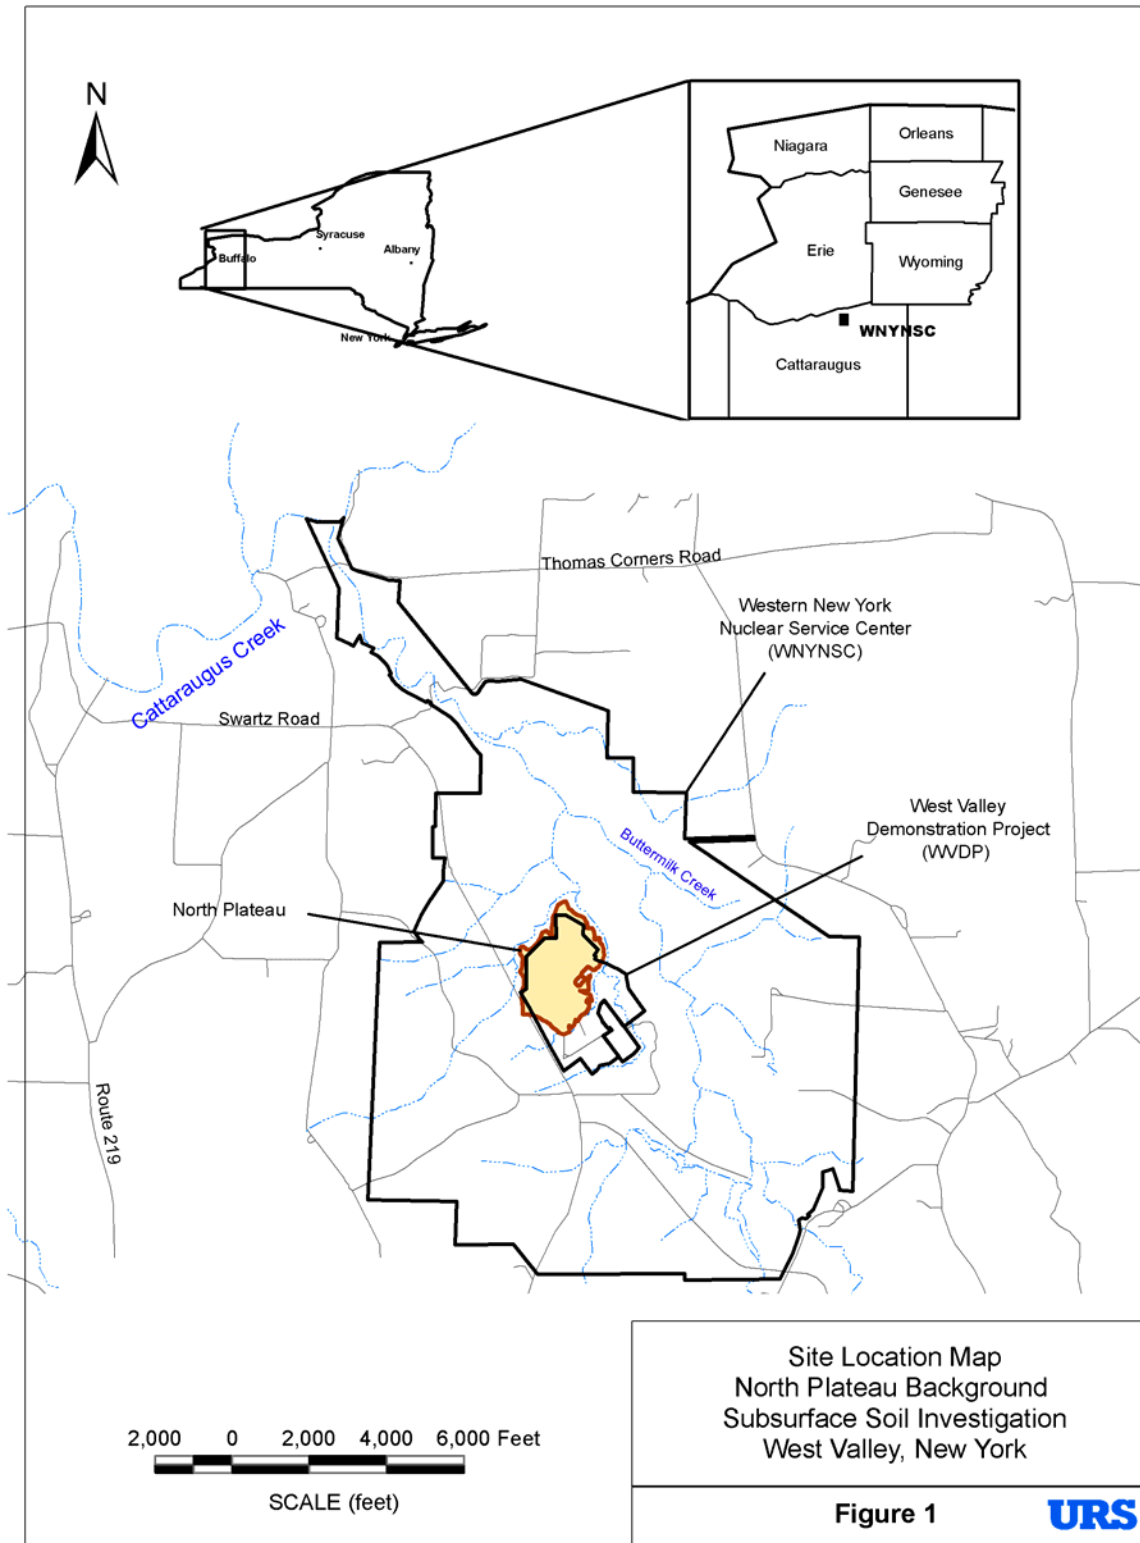 N
Niagara
Orleans
Genesee
Erie
Wyoming
WNYNSC
Cattaraugus
Syracuse
Albany
Buffalo
New York
Thomas Corners Road
Western New York
Nuclear Service Center
(WNYNSC)
Cattaraugus Creek
Swartz Road
West Valley
Demonstration Project
(WVDP)
Buttermilk Creek
North Plateau
Route 219
Site Location Map
North Plateau Background
Subsurface Soil Investigation
West Valley, New York
2,000 0 2,000 4,000 6,000 Feet
SCALE (feet)
Figure 1
URS